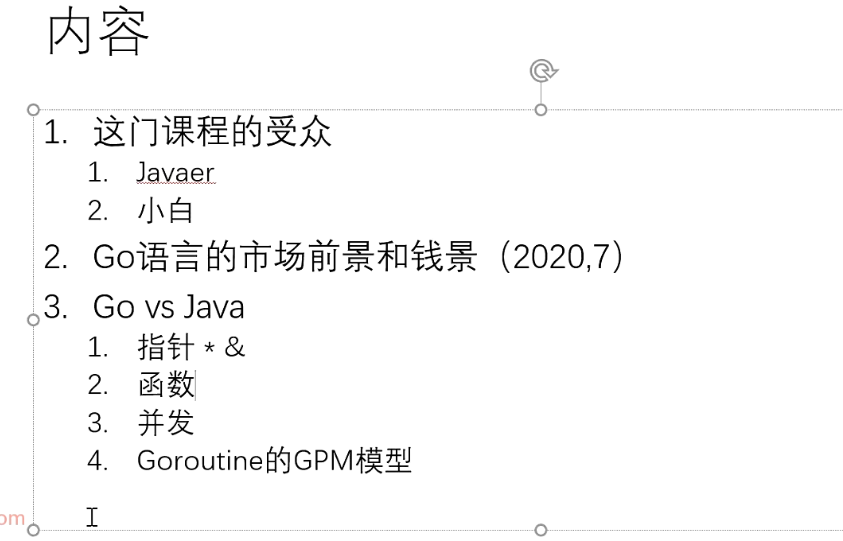 内容
1. 这门课程的受众
1. Javaer
2. 小白
2. Go语言的市场前景和钱景（2020,7）
3. Go vs Java
1. 指针 * &
2. 函数
3. 并发
4. Goroutine的GPM模型
om